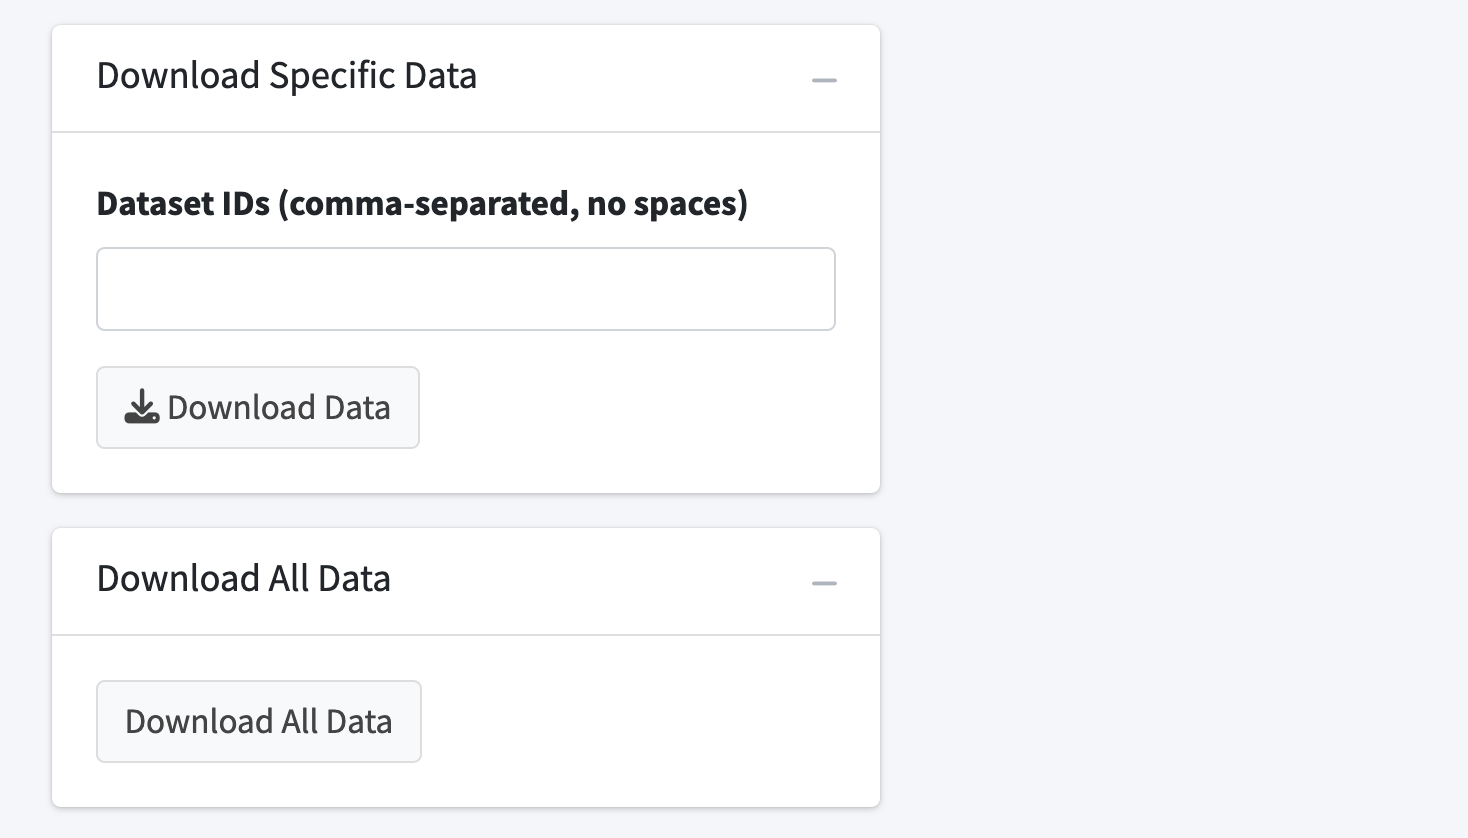 Download Specific Data
Dataset IDs (comma-separated, no spaces)
Download Data
Download All Data
Download All Data